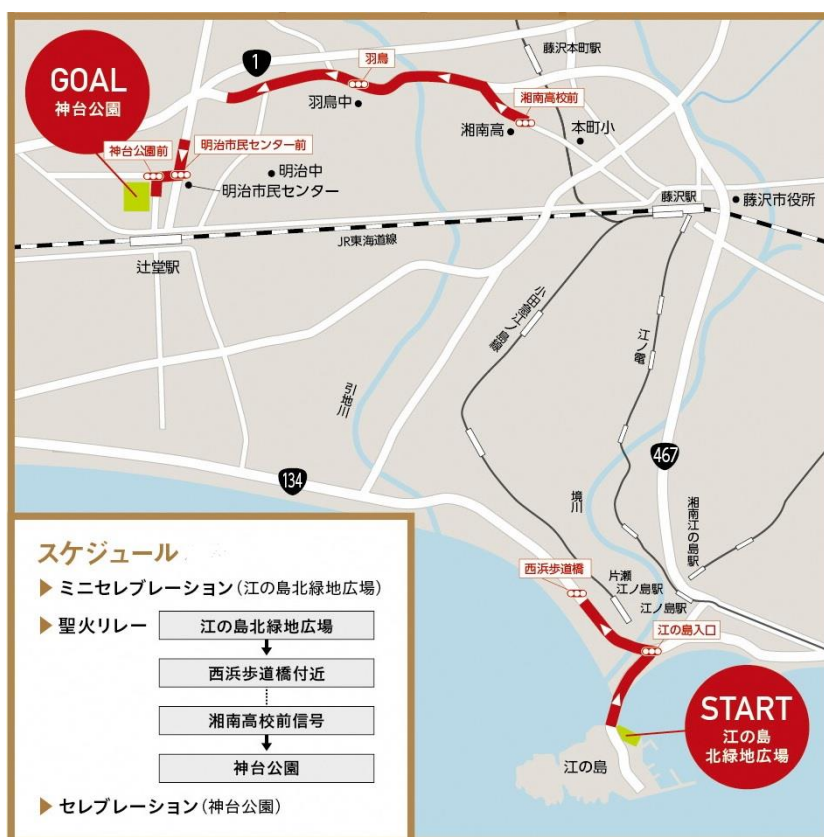 GOAL
神台公園
1
羽鳥
藤沢本町駅
羽鳥中
湘南高校前
湘南高
本町小
神台公園前
明治市民センター前
明治中
明治市民センター
藤沢駅
藤沢市役所
JR東海道線
辻堂駅
小田急江ノ島線
江ノ電
引地川
134
467
境川
湘南江の島駅
西浜歩道橋
片瀬
江ノ島駅
江ノ島駅
江の島入口
START
江の島
北緑地広場
江の島
スケジュール
ミニセレブレーション(江の島北緑地広場)
聖火リレー
江の島北緑地広場
西浜歩道橋付近
湘南高校前信号
神台公園
セレブレーション(神台公園)